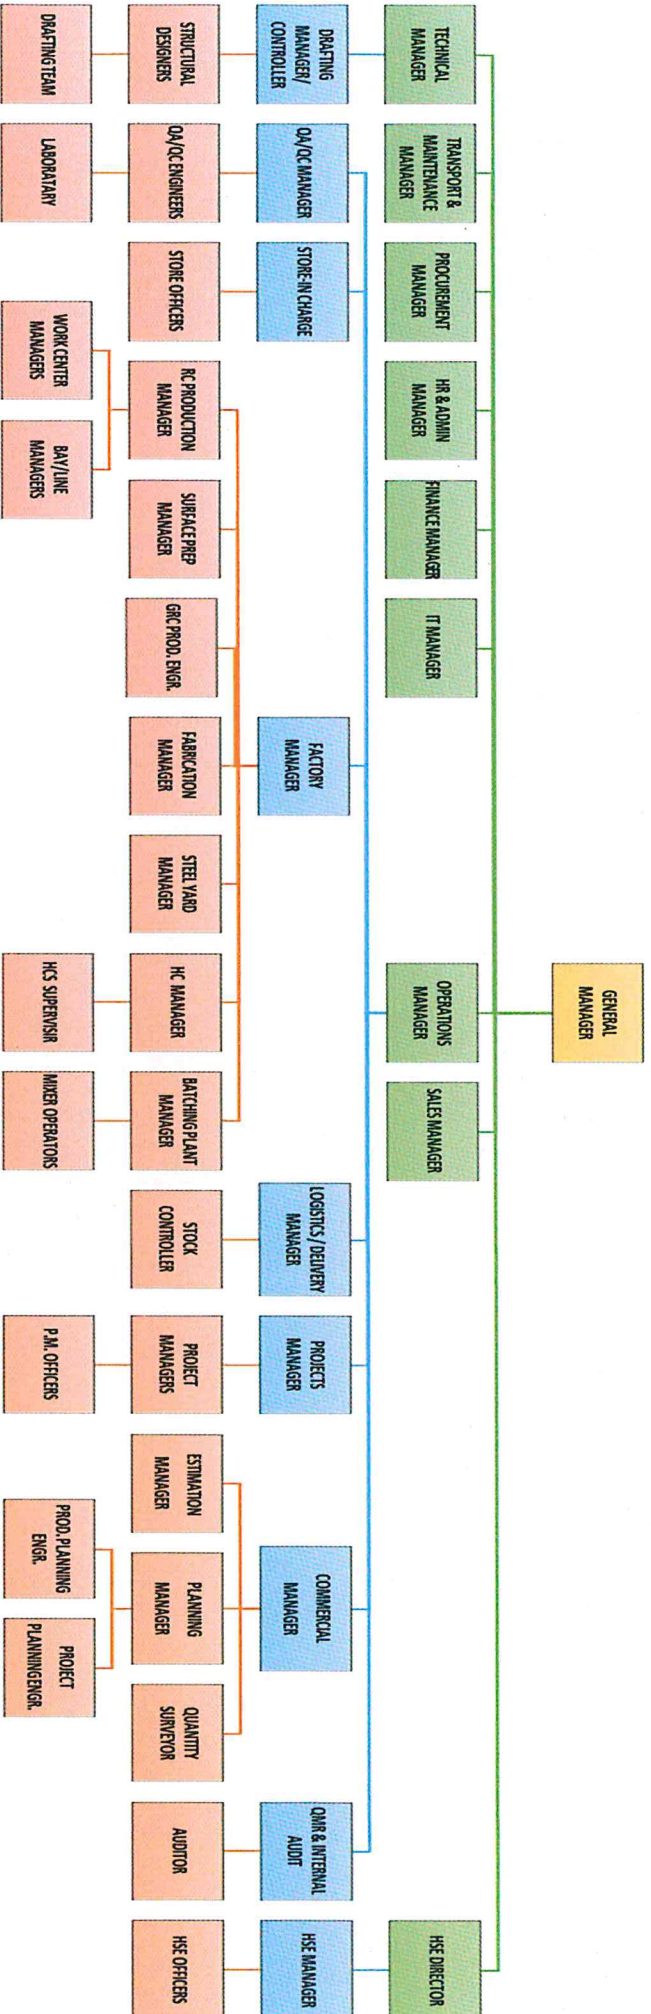 GENERAL
MANAGER
TECHNICAL
MANAGER
TRANSPORT &
MAINTENANCE
MANAGER
PROCUREMENT
MANAGER
HR & ADMIN
MANAGER
FINANCE MANAGER
IT MANAGER
OPERATIONS
MANAGER
SALES MANAGER
HSE DIRECTOR
DRAFTING
MANAGER/
CONTROLLER
QA/QC MANAGER
STORE-IN CHARGE
FACTORY
MANAGER
LOGISTICS / DELIVERY
MANAGER
PROJECTS
MANAGER
COMMERCIAL
MANAGER
QMR & INTERNAL
AUDIT
HSE MANAGER
STRUCTURAL
DESIGNERS
QA/QC ENGINEERS
STORE OFFICERS
RC PRODUCTION
MANAGER
SURFACE PREP
MANAGER
GRC PROD. ENGR.
FABRICATION
MANAGER
STEEL YARD
MANAGER
HC MANAGER
BATCHING PLANT
MANAGER
STOCK
CONTROLLER
PROJECT
MANAGERS
ESTIMATION
MANAGER
PLANNING
MANAGER
QUANTITY
SURVEYOR
AUDITOR
HSE OFFICERS
DRAFTING TEAM
LABORATARY
WORK CENTER
MANAGERS
BAY/LINE
MANAGERS
HCS SUPERVISIR
MIXER OPERATORS
P.M. OFFICERS
PROD. PLANNING
ENGR.
PROJECT
PLANNING ENGR.